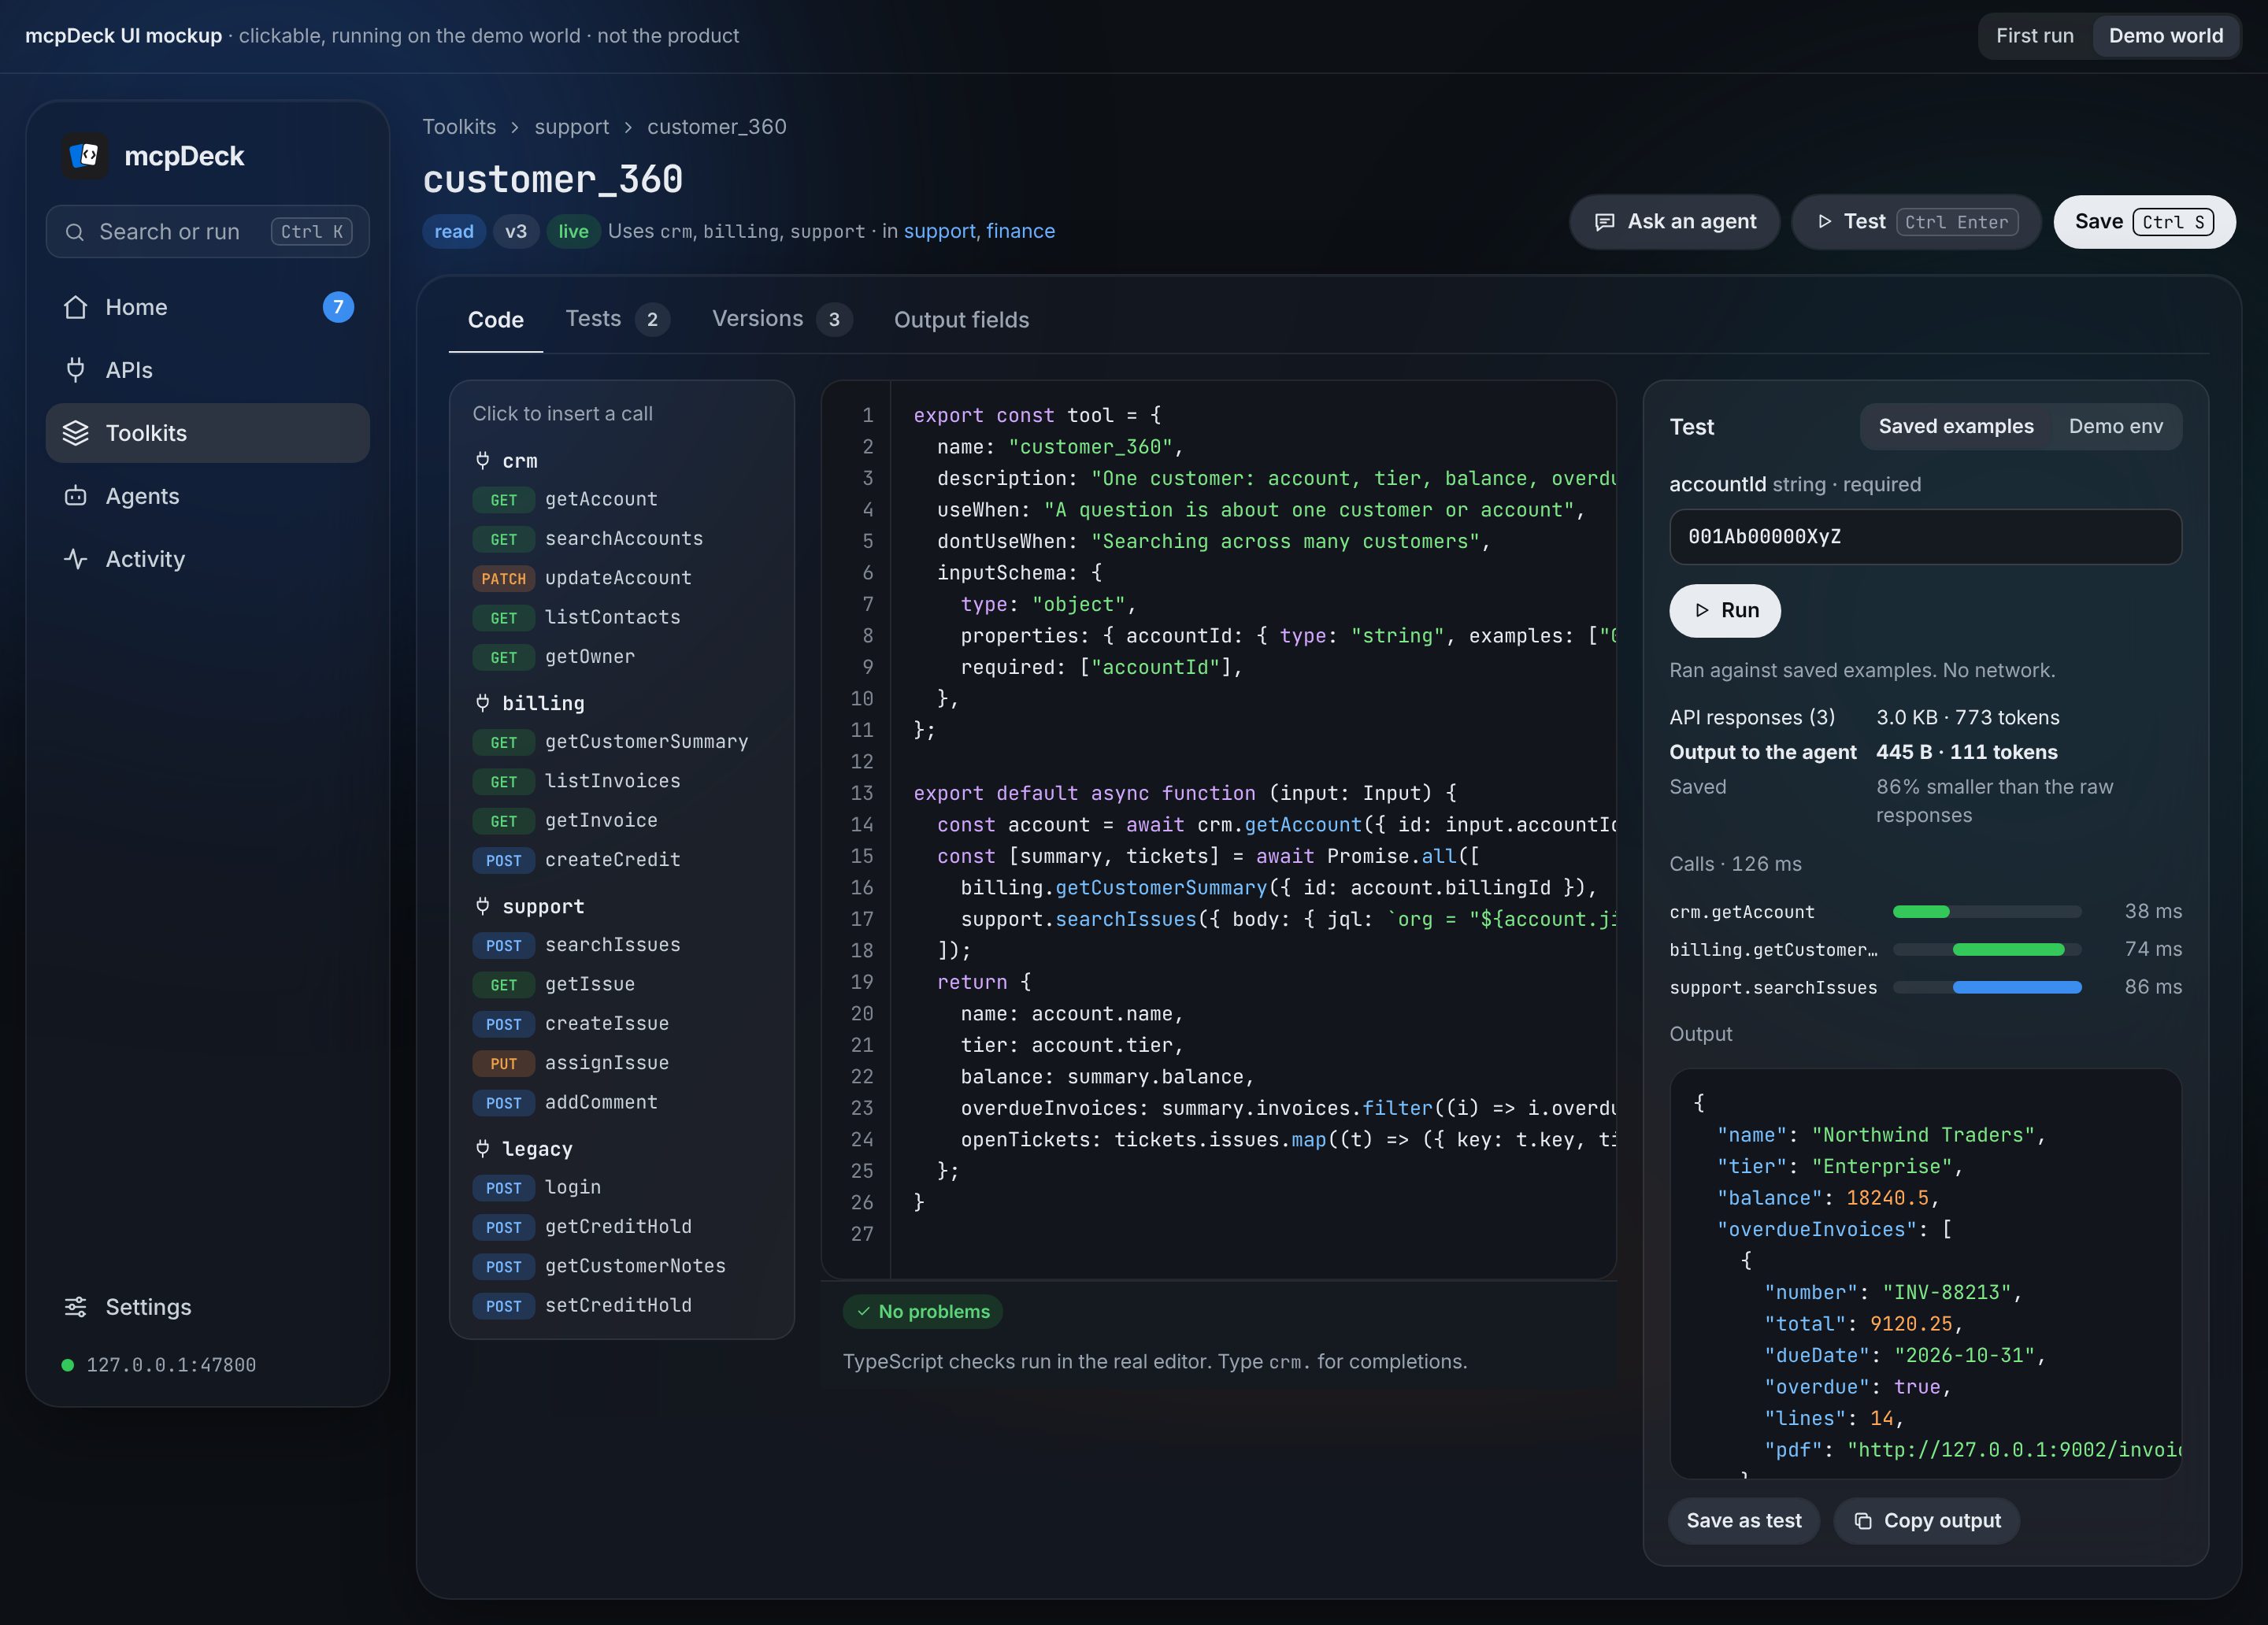 mcpDeck UI mockup · clickable, running on the demo world · not the product
First run
Demo world
mcpDeck
Search or run Ctrl K
Home 7
APIs
Toolkits
Agents
Activity
Settings
127.0.0.1:47800
Toolkits > support > customer_360
customer_360
read v3 live Uses crm, billing, support · in support, finance
Ask an agent
Test Ctrl Enter
Save Ctrl S
Code
Tests 2
Versions 3
Output fields
Click to insert a call
crm
GET getAccount
GET searchAccounts
PATCH updateAccount
GET listContacts
GET getOwner
billing
GET getCustomerSummary
GET listInvoices
GET getInvoice
POST createCredit
support
POST searchIssues
GET getIssue
POST createIssue
PUT assignIssue
POST addComment
legacy
POST login
POST getCreditHold
POST getCustomerNotes
POST setCreditHold
1 export const tool = {
2   name: "customer_360",
3   description: "One customer: account, tier, balance, overdu
4   useWhen: "A question is about one customer or account",
5   dontUseWhen: "Searching across many customers",
6   inputSchema: {
7     type: "object",
8     properties: { accountId: { type: "string", examples: ["0
9     required: ["accountId"],
10   },
11 };
12
13 export default async function (input: Input) {
14   const account = await crm.getAccount({ id: input.accountId
15   const [summary, tickets] = await Promise.all([
16     billing.getCustomerSummary({ id: account.billingId }),
17     support.searchIssues({ body: { jql: `org = "${account.ji
18   ]);
19   return {
20     name: account.name,
21     tier: account.tier,
22     balance: summary.balance,
23     overdueInvoices: summary.invoices.filter((i) => i.overdu
24     openTickets: tickets.issues.map((t) => ({ key: t.key, ti
25   };
26 }
27
No problems
TypeScript checks run in the real editor. Type crm. for completions.
Test
Saved examples
Demo env
accountId string · required
001Ab00000XyZ
Run
Ran against saved examples. No network.
API responses (3) 3.0 KB · 773 tokens
Output to the agent 445 B · 111 tokens
Saved 86% smaller than the raw
responses
Calls · 126 ms
crm.getAccount 38 ms
billing.getCustomer… 74 ms
support.searchIssues 86 ms
Output
{
  "name": "Northwind Traders",
  "tier": "Enterprise",
  "balance": 18240.5,
  "overdueInvoices": [
    {
      "number": "INV-88213",
      "total": 9120.25,
      "dueDate": "2026-10-31",
      "overdue": true,
      "lines": 14,
      "pdf": "http://127.0.0.1:9002/invoic
    }
Save as test
Copy output